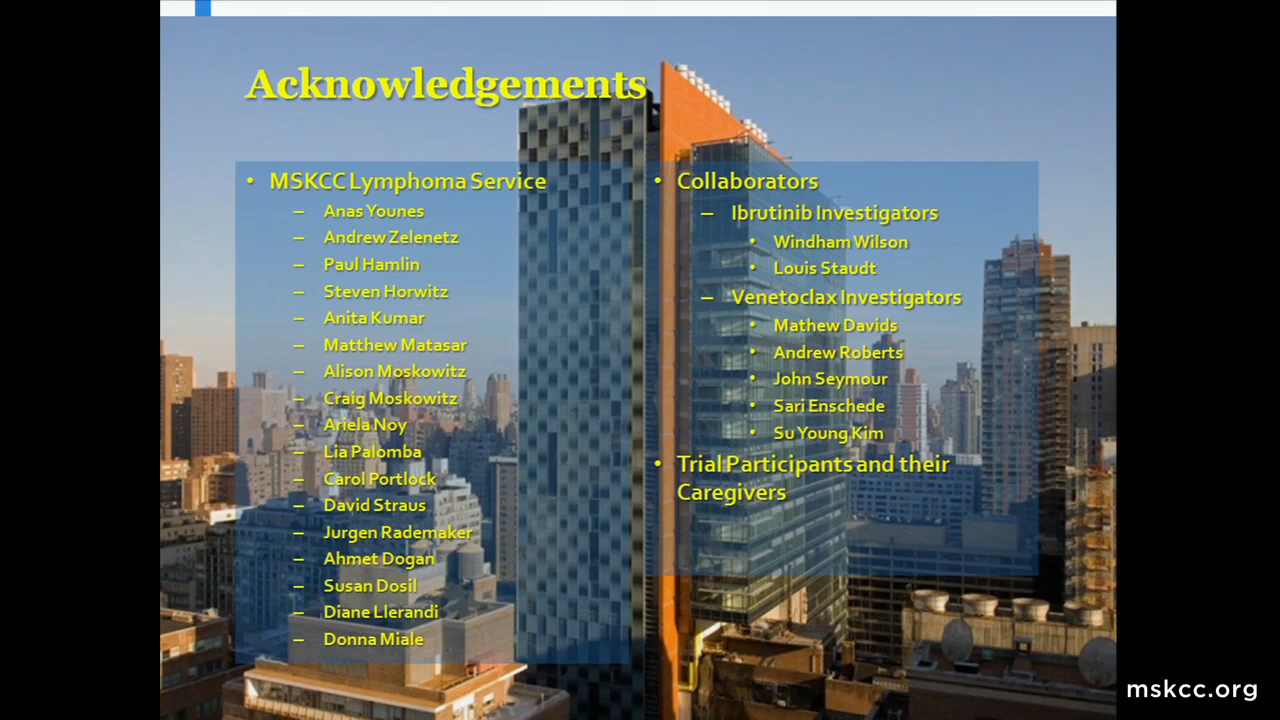 Acknowledgements
• MSKCC Lymphoma Service
– Anas Younes
– Andrew Zelenetz
– Paul Hamlin
– Steven Horwitz
– Anita Kumar
– Matthew Matasar
– Alison Moskowitz
– Craig Moskowitz
– Ariela Noy
– Lia Palomba
– Carol Portlock
– David Straus
– Jurgen Rademaker
– Ahmet Dogan
– Susan Dosil
– Diane Llerandi
– Donna Miale
• Collaborators
– Ibrutinib Investigators
• Windham Wilson
• Louis Staudt
– Venetoclax Investigators
• Mathew Davids
• Andrew Roberts
• John Seymour
• Sari Enschede
• Su Young Kim
• Trial Participants and their
Caregivers
mskcc.org